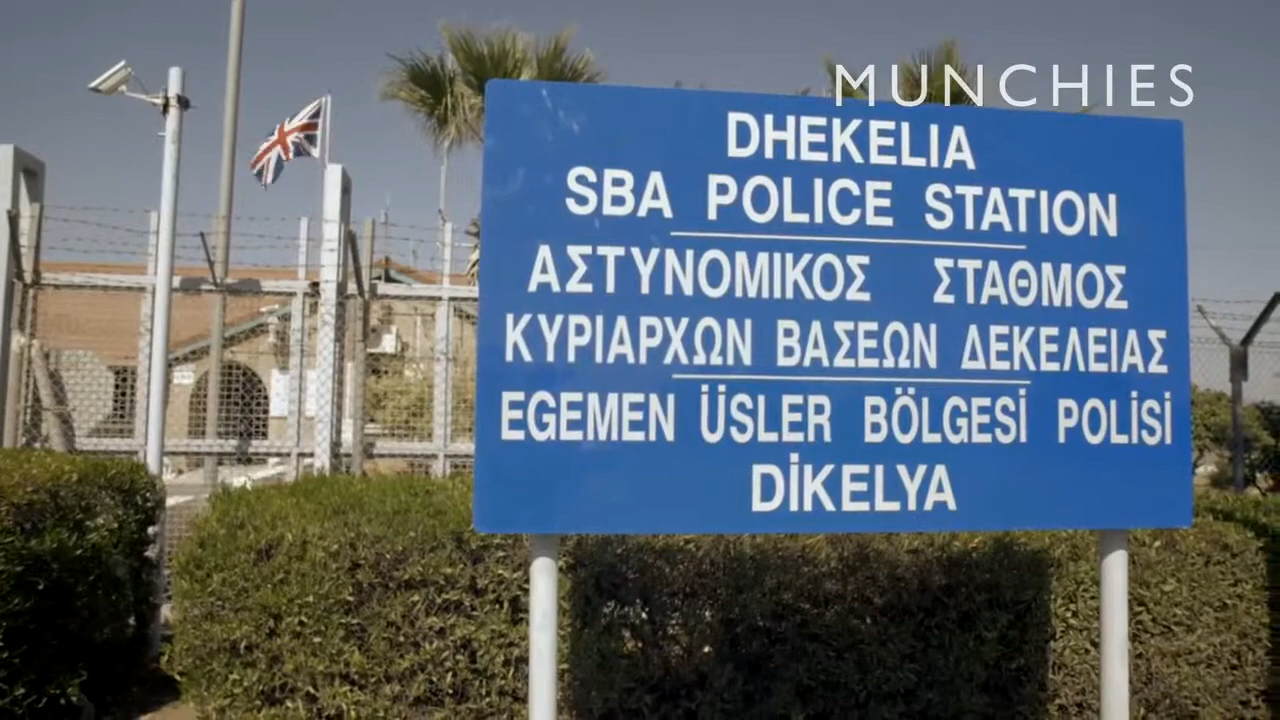 MUNCHIES
DHEKELIA
SBA POLICE STATION
ΑΣΤΥΝΟΜΙΚΟΣ ΣΤΑΘΜΟΣ
ΚΥΡΙΑΡΧΩΝ ΒΑΣΕΩΝ ΔΕΚΕΛΕΙΑΣ
EGEMEN ÜSLER BÖLGESİ POLİSİ
DİKELYA